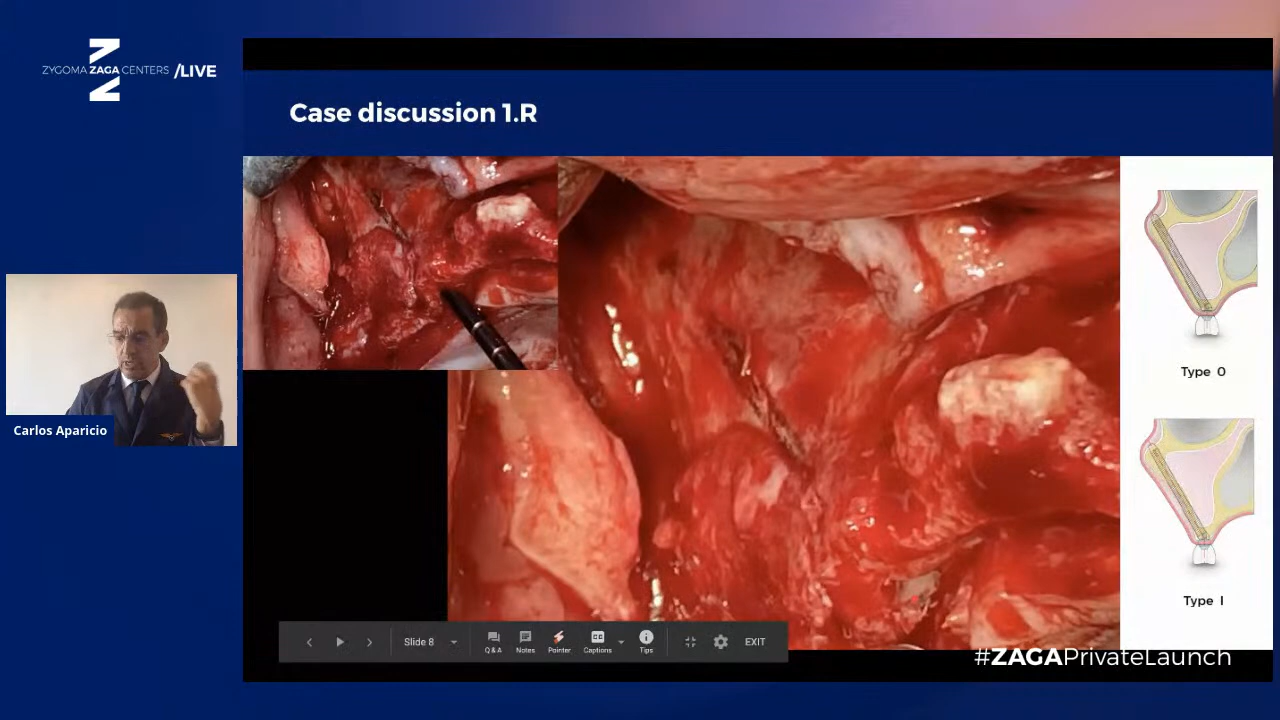 ZYGOMA ZAGA CENTERS /LIVE
Case discussion 1.R
Type 0
Carlos Aparicio
Type I
Slide 8
Q & A
Notes
Pointer
CC
Captions
Tips
EXIT
#ZAGAPrivateLaunch